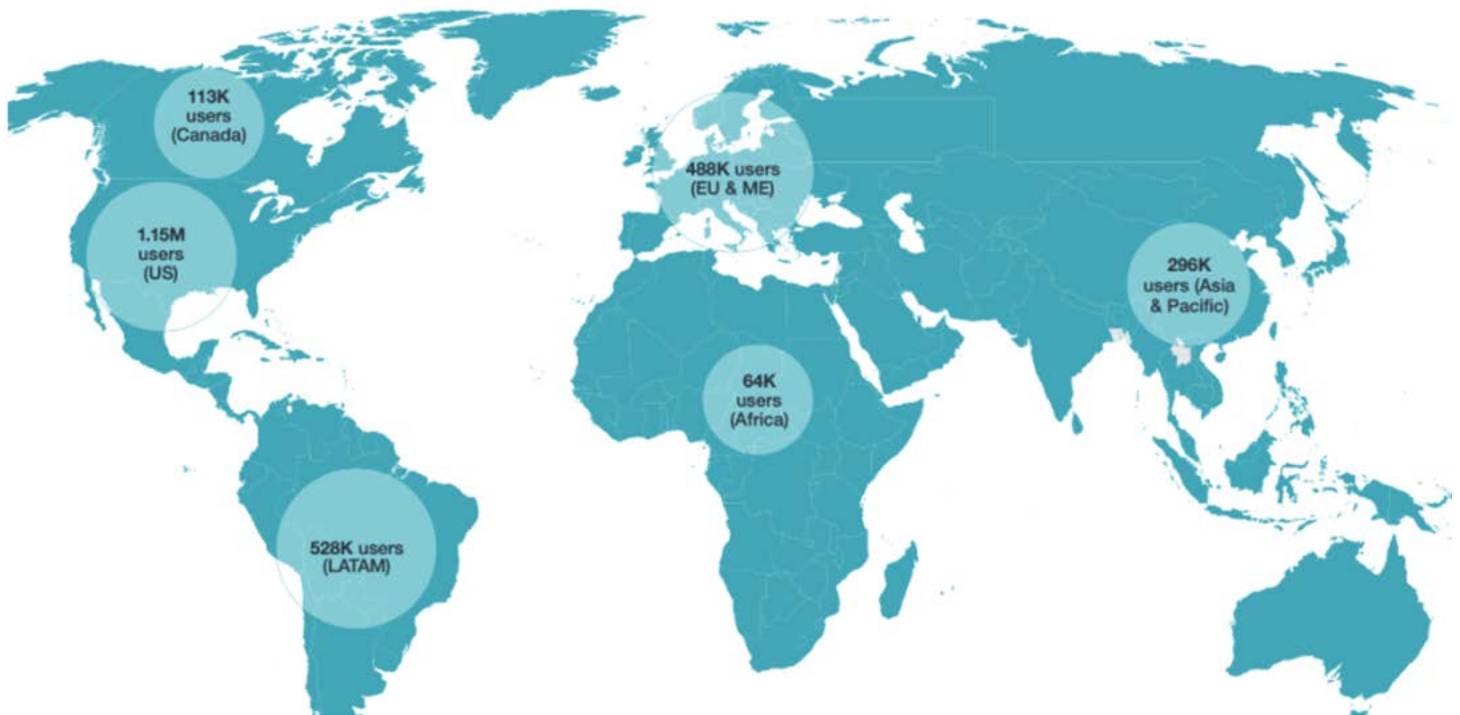 113K
users
(Canada)
1.15M
users
(US)
528K users
(LATAM)
488K users
(EU & ME)
64K
users
(Africa)
296K
users (Asia
& Pacific)